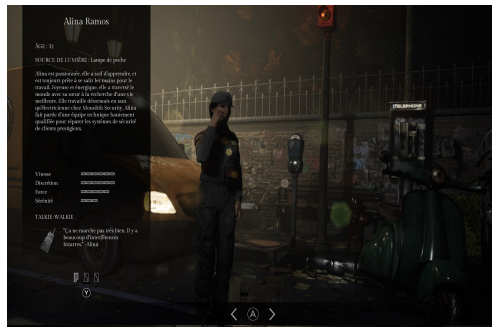 Alina Ramos
ÂGE : 32
SOURCE DE LUMIÈRE : Lampe de poche
Alina est passionnée, elle a soif d'apprendre, et
est toujours prête à se salir les mains pour le
travail. Joyeuse et énergique, elle a traversé le
monde avec sa sœur à la recherche d'une vie
meilleure. Elle travaille désormais en tant
qu'électricienne chez Monolith Security. Alina
fait partie d'une équipe technique hautement
qualifiée pour réparer les systèmes de sécurité
de clients prestigieux.
Vitesse
Discrétion
Force
Sérénité
TALKIE-WALKIE
"Ça ne marche pas très bien. Il y a
beaucoup d'interférences
bizarres." -Alina
Y
A
TELEPHONE